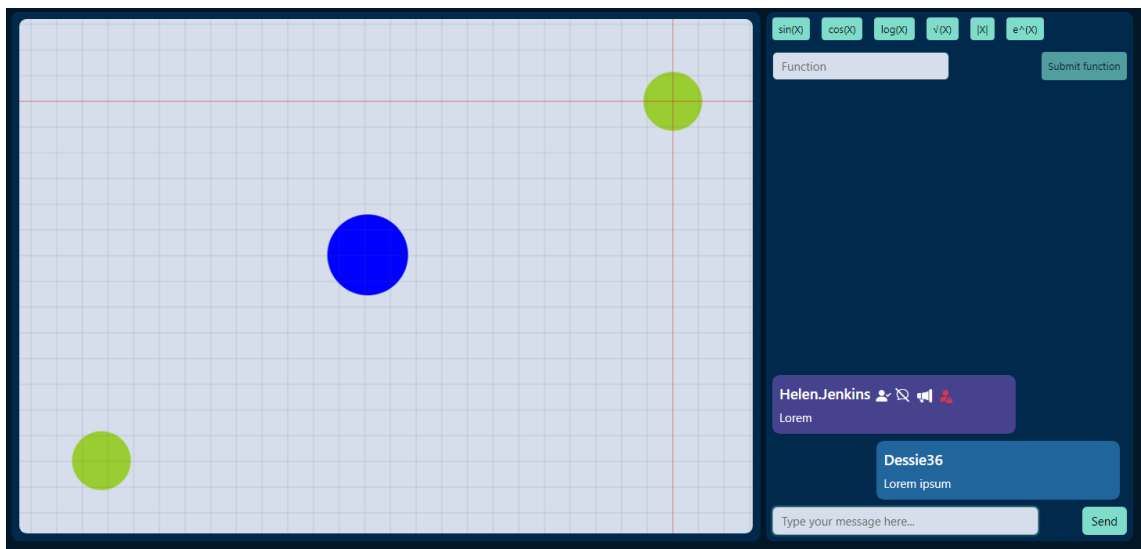 sin(X) cos(X) log(X) √(X) |X| e^(X)
Function Submit function
Helen.Jenkins
Lorem
Dessie36
Lorem ipsum
Type your message here... Send